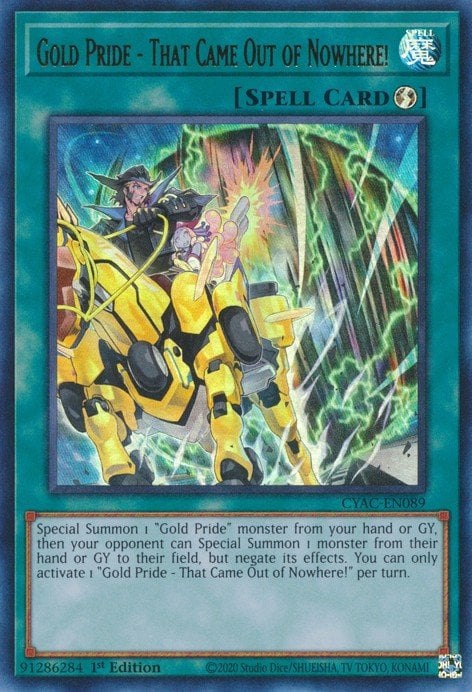 GOLD PRIDE - THAT CAME OUT OF NOWHERE!
SPELL
魔
[SPELL CARD]
CYAC-EN089
Special Summon 1 "Gold Pride" monster from your hand or GY,
then your opponent can Special Summon 1 monster from their
hand or GY to their field, but negate its effects. You can only
activate 1 "Gold Pride - That Came Out of Nowhere!" per turn.
91286284 1st Edition
©2020 Studio Dice/SHUEISHA, TV TOKYO, KONAMI